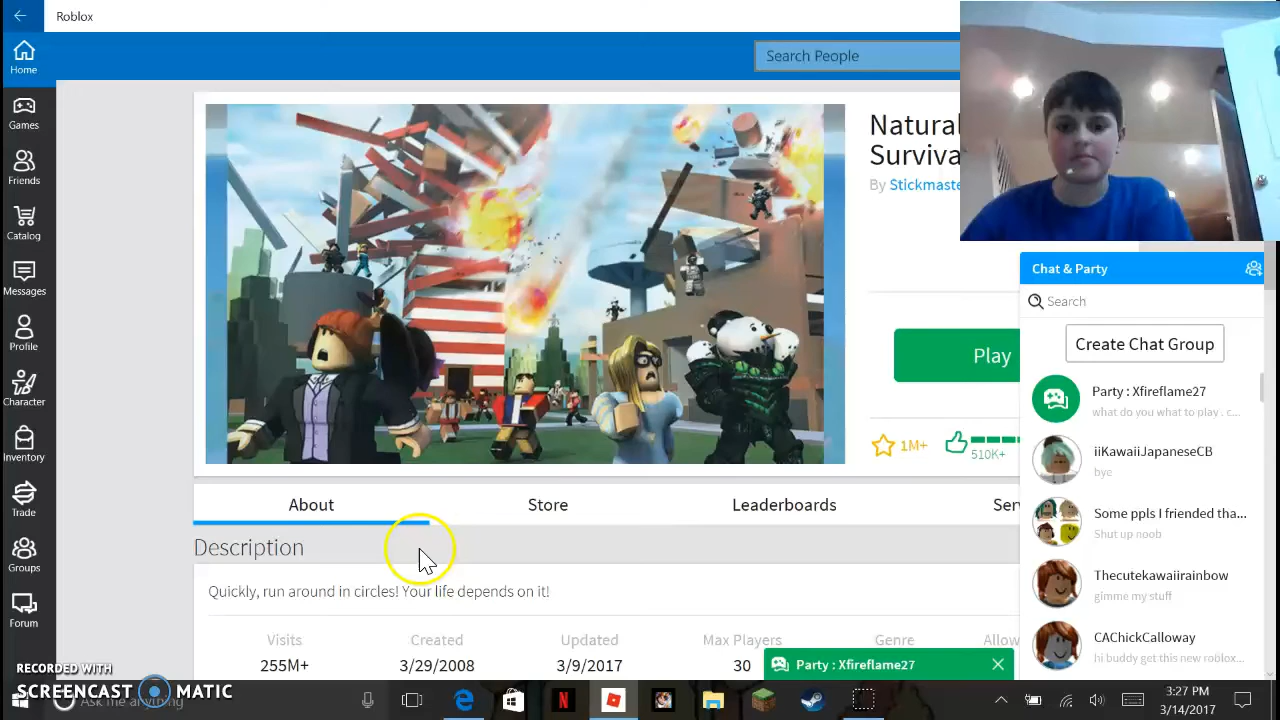 Roblox
Search People
Home
Games
Friends
Catalog
Messages
Profile
Character
Inventory
Trade
Groups
Forum
Natural
Surviva
By Stickmaste
Play
1M+
510K+
About
Store
Leaderboards
Ser
Description
Quickly, run around in circles! Your life depends on it!
Visits
Created
Updated
Max Players
Genre
Allow
255M+
3/29/2008
3/9/2017
30
Chat & Party
Search
Create Chat Group
Party : Xfireflame27
what do you what to play . c...
iiKawaiiJapaneseCB
bye
Some ppls I friended tha...
Shut up noob
Thecutekawaiirainbow
gimme my stuff
CAChickCalloway
hi buddy get this new roblox...
Party : Xfireflame27
RECORDED WITH
SCREENCAST MATIC
Ask me anything
3:27 PM
3/14/2017